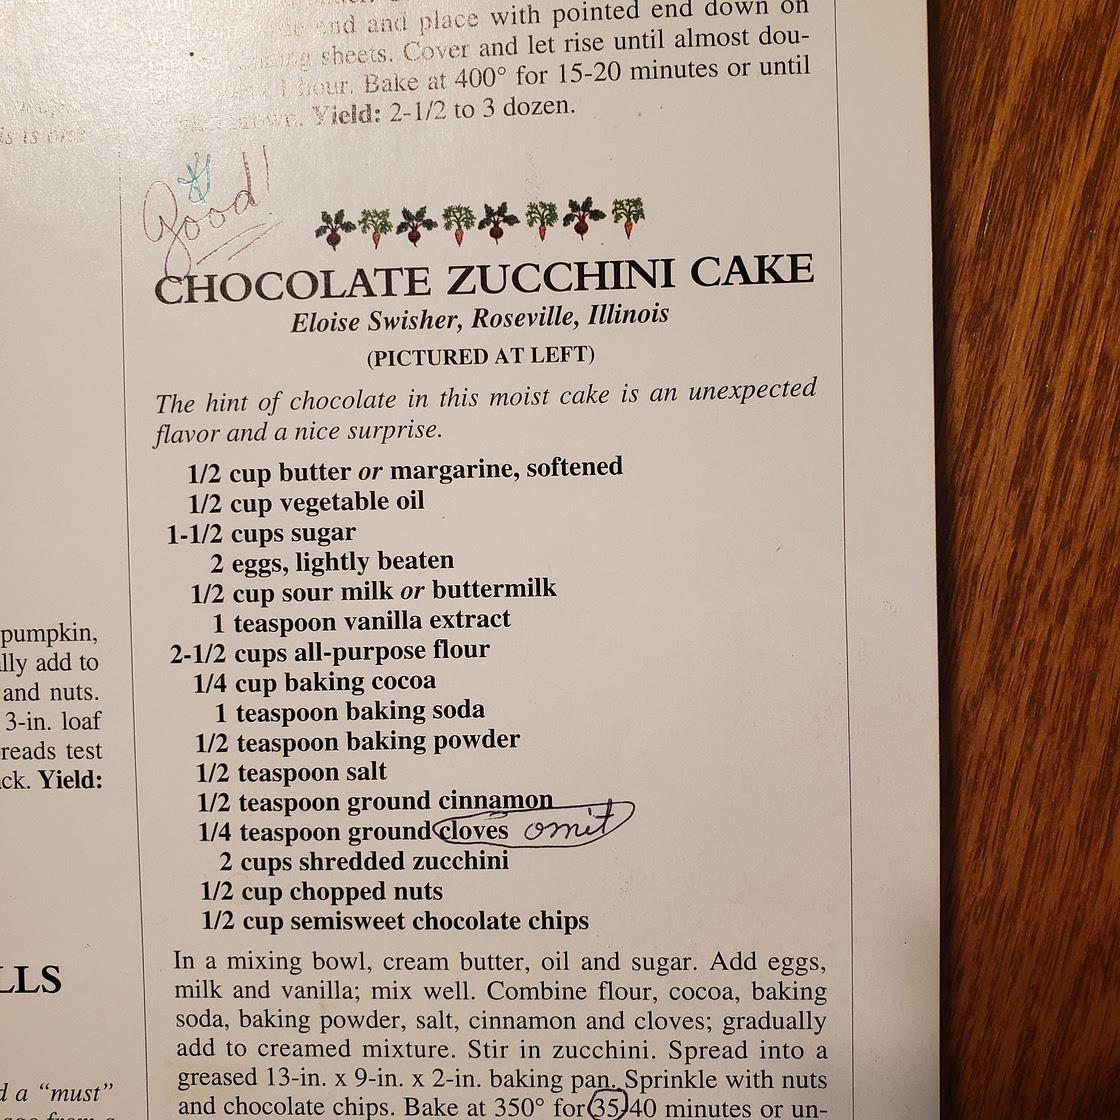 end and place with pointed end down on
sheets. Cover and let rise until almost dou-
1 hour. Bake at 400° for 15-20 minutes or until
Yield: 2-1/2 to 3 dozen.
Good!
CHOCOLATE ZUCCHINI CAKE
Eloise Swisher, Roseville, Illinois
(PICTURED AT LEFT)
The hint of chocolate in this moist cake is an unexpected
flavor and a nice surprise.
1/2 cup butter or margarine, softened
1/2 cup vegetable oil
1-1/2 cups sugar
2 eggs, lightly beaten
1/2 cup sour milk or buttermilk
1 teaspoon vanilla extract
2-1/2 cups all-purpose flour
1/4 cup baking cocoa
1 teaspoon baking soda
1/2 teaspoon baking powder
1/2 teaspoon salt
1/2 teaspoon ground cinnamon
1/4 teaspoon ground cloves omit
2 cups shredded zucchini
1/2 cup chopped nuts
1/2 cup semisweet chocolate chips
In a mixing bowl, cream butter, oil and sugar. Add eggs,
milk and vanilla; mix well. Combine flour, cocoa, baking
soda, baking powder, salt, cinnamon and cloves; gradually
add to creamed mixture. Stir in zucchini. Spread into a
greased 13-in. x 9-in. x 2-in. baking pan. Sprinkle with nuts
and chocolate chips. Bake at 350° for 35-40 minutes or un-
pumpkin,
lly add to
and nuts.
3-in. loaf
reads test
ck. Yield:
LLS
d a “must”